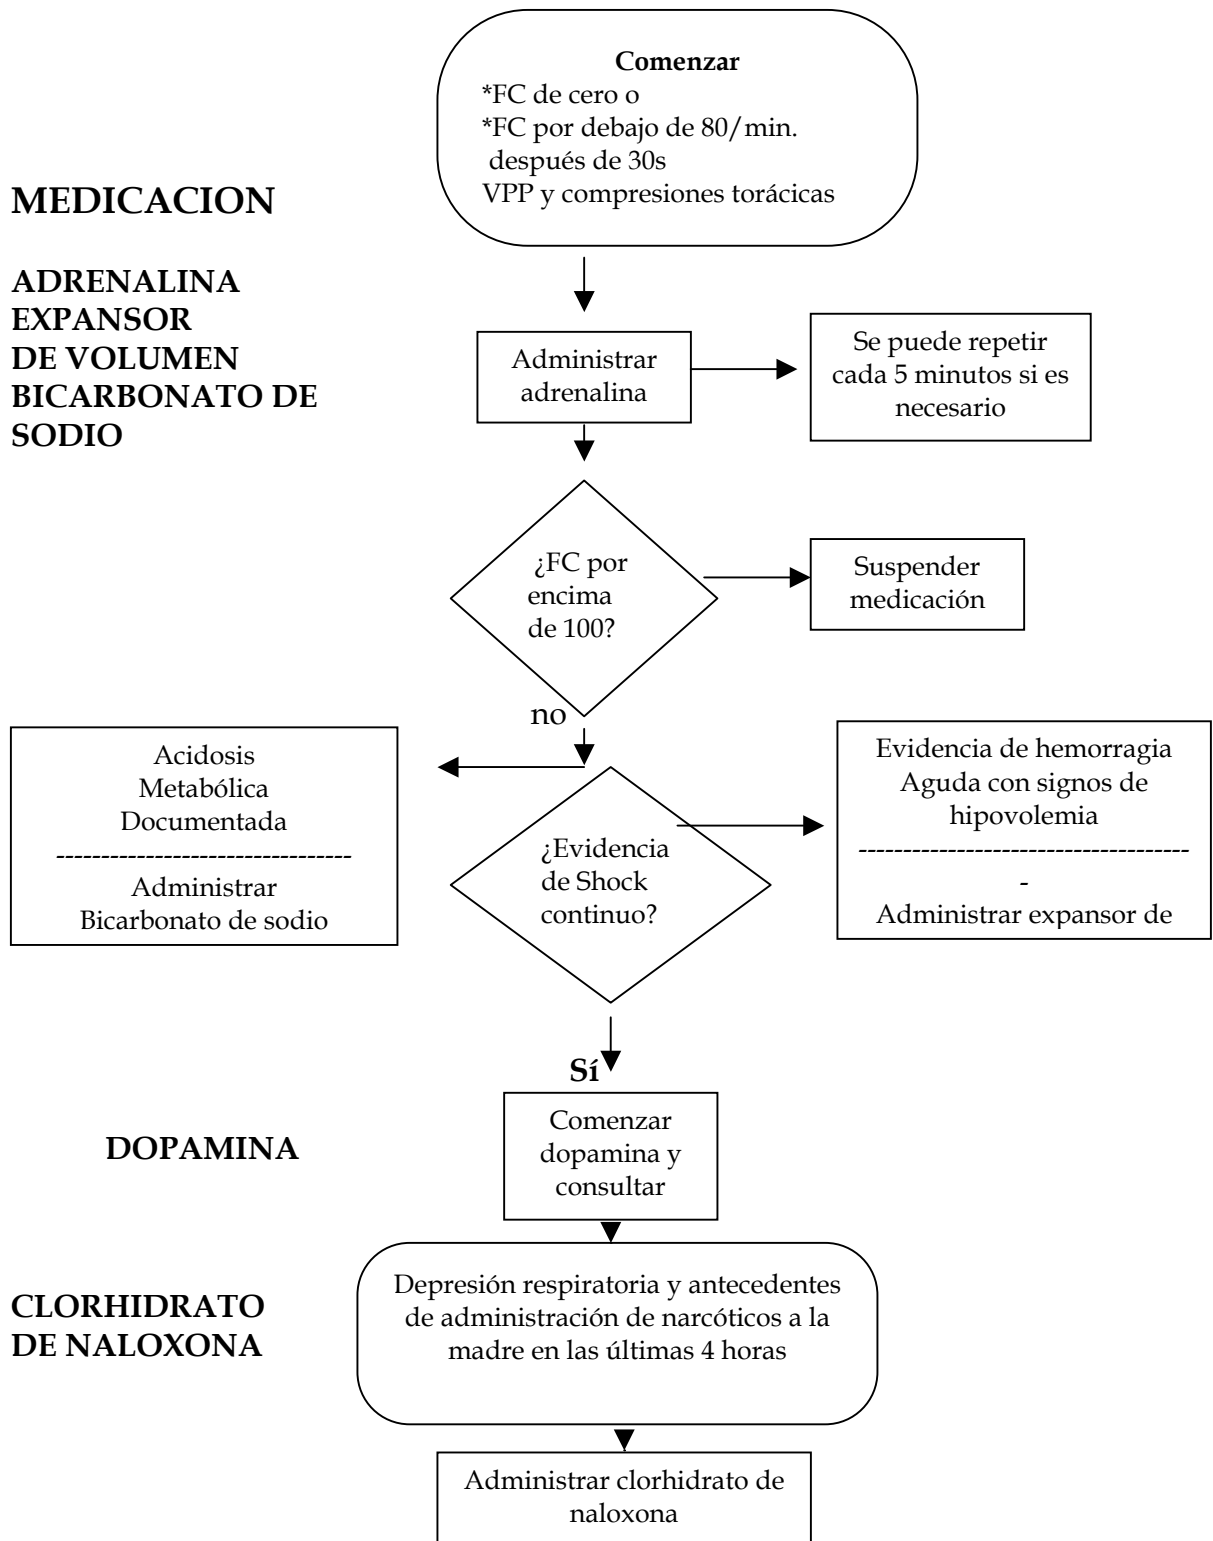 Comenzar
*FC de cero o
*FC por debajo de 80/min.
después de 30s
VPP y compresiones torácicas
MEDICACION
ADRENALINA
EXPANSOR
DE VOLUMEN
BICARBONATO DE
SODIO
Administrar
adrenalina
Se puede repetir
cada 5 minutos si es
necesario
¿FC por
encima
de 100?
Suspender
medicación
no
Acidosis
Metabólica
Documentada
---------------------------------
Administrar
Bicarbonato de sodio
¿Evidencia
de Shock
continuo?
Evidencia de hemorragia
Aguda con signos de
hipovolemia
-------------------------------------
-
Administrar expansor de
Sí
DOPAMINA
Comenzar
dopamina y
consultar
CLORHIDRATO
DE NALOXONA
Depresión respiratoria y antecedentes
de administración de narcóticos a la
madre en las últimas 4 horas
Administrar clorhidrato de
naloxona